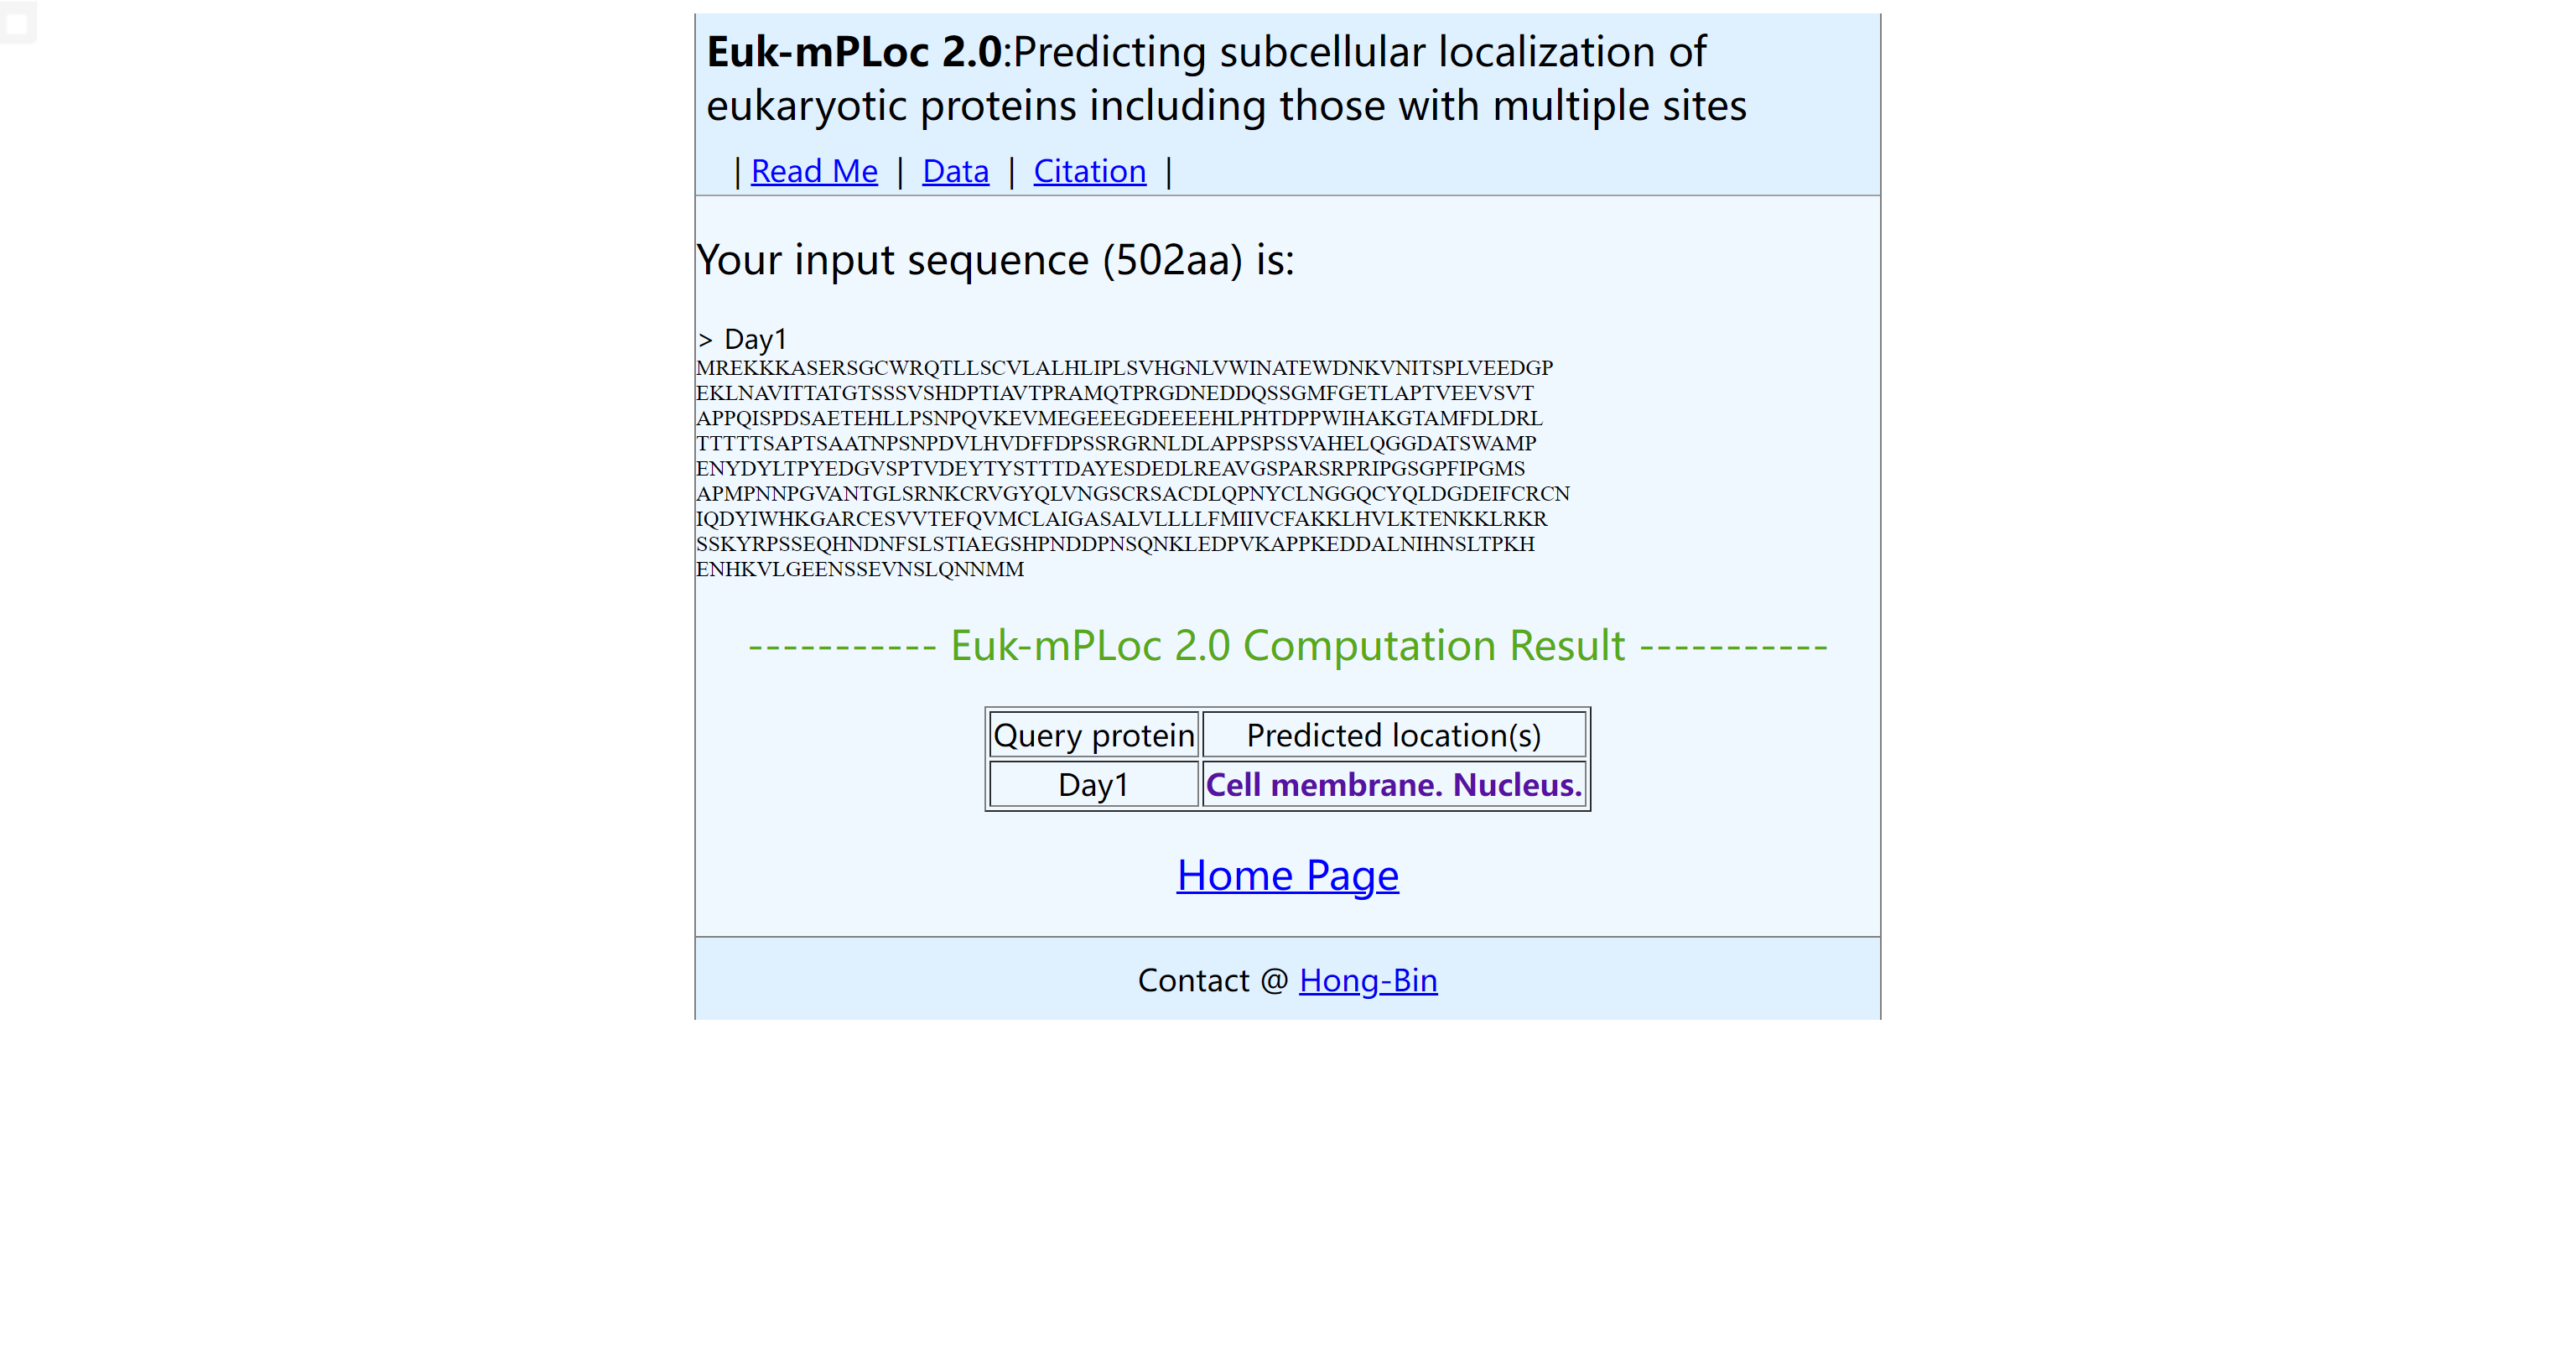 Euk-mPLoc 2.0:Predicting subcellular localization of
eukaryotic proteins including those with multiple sites
| Read Me | Data | Citation |
Your input sequence (502aa) is:
> Day1
MREKKKASERSGCWRQTLLSCVLALHLIPLSVHGNLVWINATEWDNKVNITSPLVEEDGP
EKLNAVITTATGTSSSVSHDPTIAVTPRAMQTPRGDNEDDQSSGMFGETLAPTVEEVSVT
APPQISPDSAETEHLLPSNPQVKEVMEGEEEGDEEEEHLPHTDPPWIHAKGTAMFDLDRL
TTTTTSAPTSAATNPSNPDVLHVDFFDPSSRGRNLDLAPPSPSSVAHELQGGDATSWAMP
ENYDYLTPYEDGVSPTVDEYTYSTTTDAYESDEDLREAVGSPARSRPRIPGSGPFIPGMS
APMPNNPGVANTGLSRNKCRVGYQLVNGSCRSACDLQPNYCLNGGQCYQLDGDEIFCRCN
IQDYIWHKGARCESVVTEFQVMCLAIGASALVLLLLFMIIVCFAKKLHVLKTENKKLRKR
SSKYRPSSEQHNDNFSLSTIAEGSHPNDDPNSQNKLEDPVKAPPKEDDALNIHNSLTPKH
ENHKVLGEENSSEVNSLQNNMM
----------- Euk-mPLoc 2.0 Computation Result -----------
Query protein Predicted location(s)
Day1 Cell membrane. Nucleus.
Home Page
Contact @ Hong-Bin